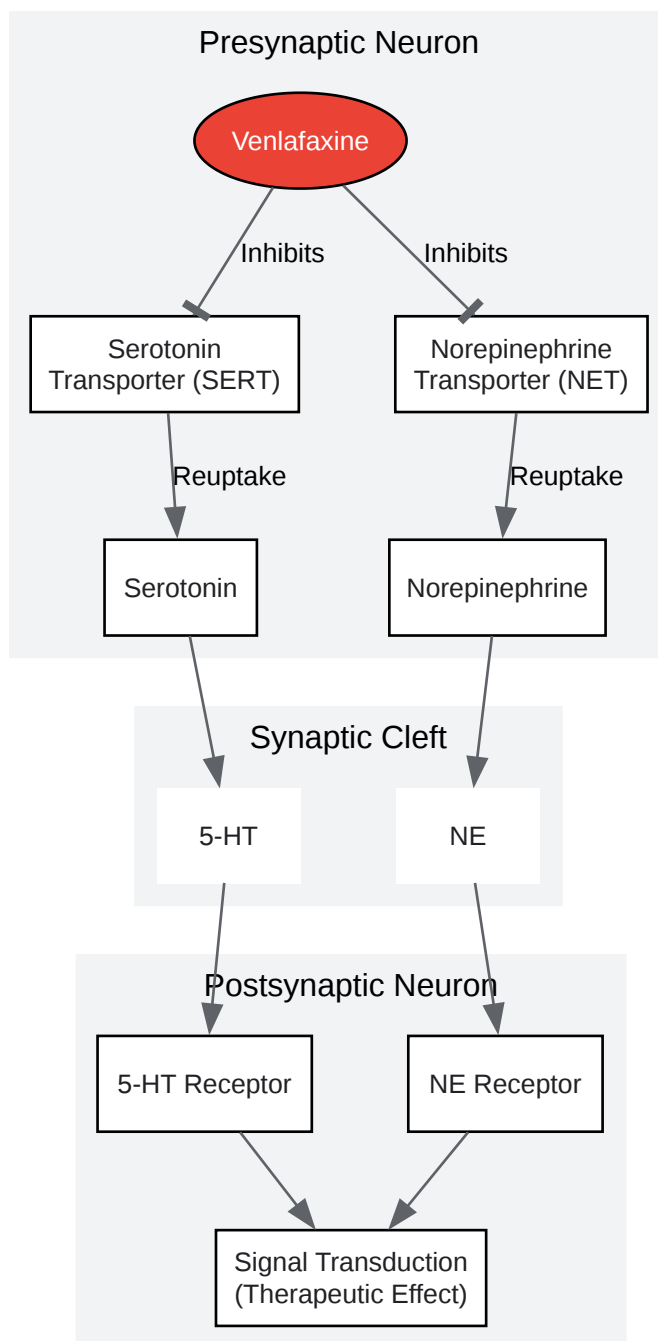 Presynaptic Neuron
Venlafaxine
Inhibits
Inhibits
Serotonin
Transporter (SERT)
Norepinephrine
Transporter (NET)
Reuptake
Reuptake
Serotonin
Norepinephrine
Synaptic Cleft
5-HT
NE
Postsynaptic Neuron
5-HT Receptor
NE Receptor
Signal Transduction
(Therapeutic Effect)